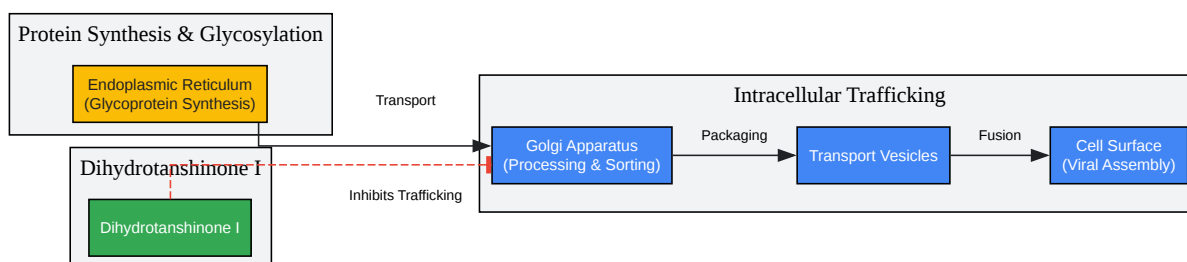 Protein Synthesis & Glycosylation
Endoplasmic Reticulum
(Glycoprotein Synthesis)
Transport
Intracellular Trafficking
Golgi Apparatus
(Processing & Sorting)
Packaging
Transport Vesicles
Fusion
Cell Surface
(Viral Assembly)
Dihydrotanshinone I
Inhibits Trafficking
Dihydrotanshinone I